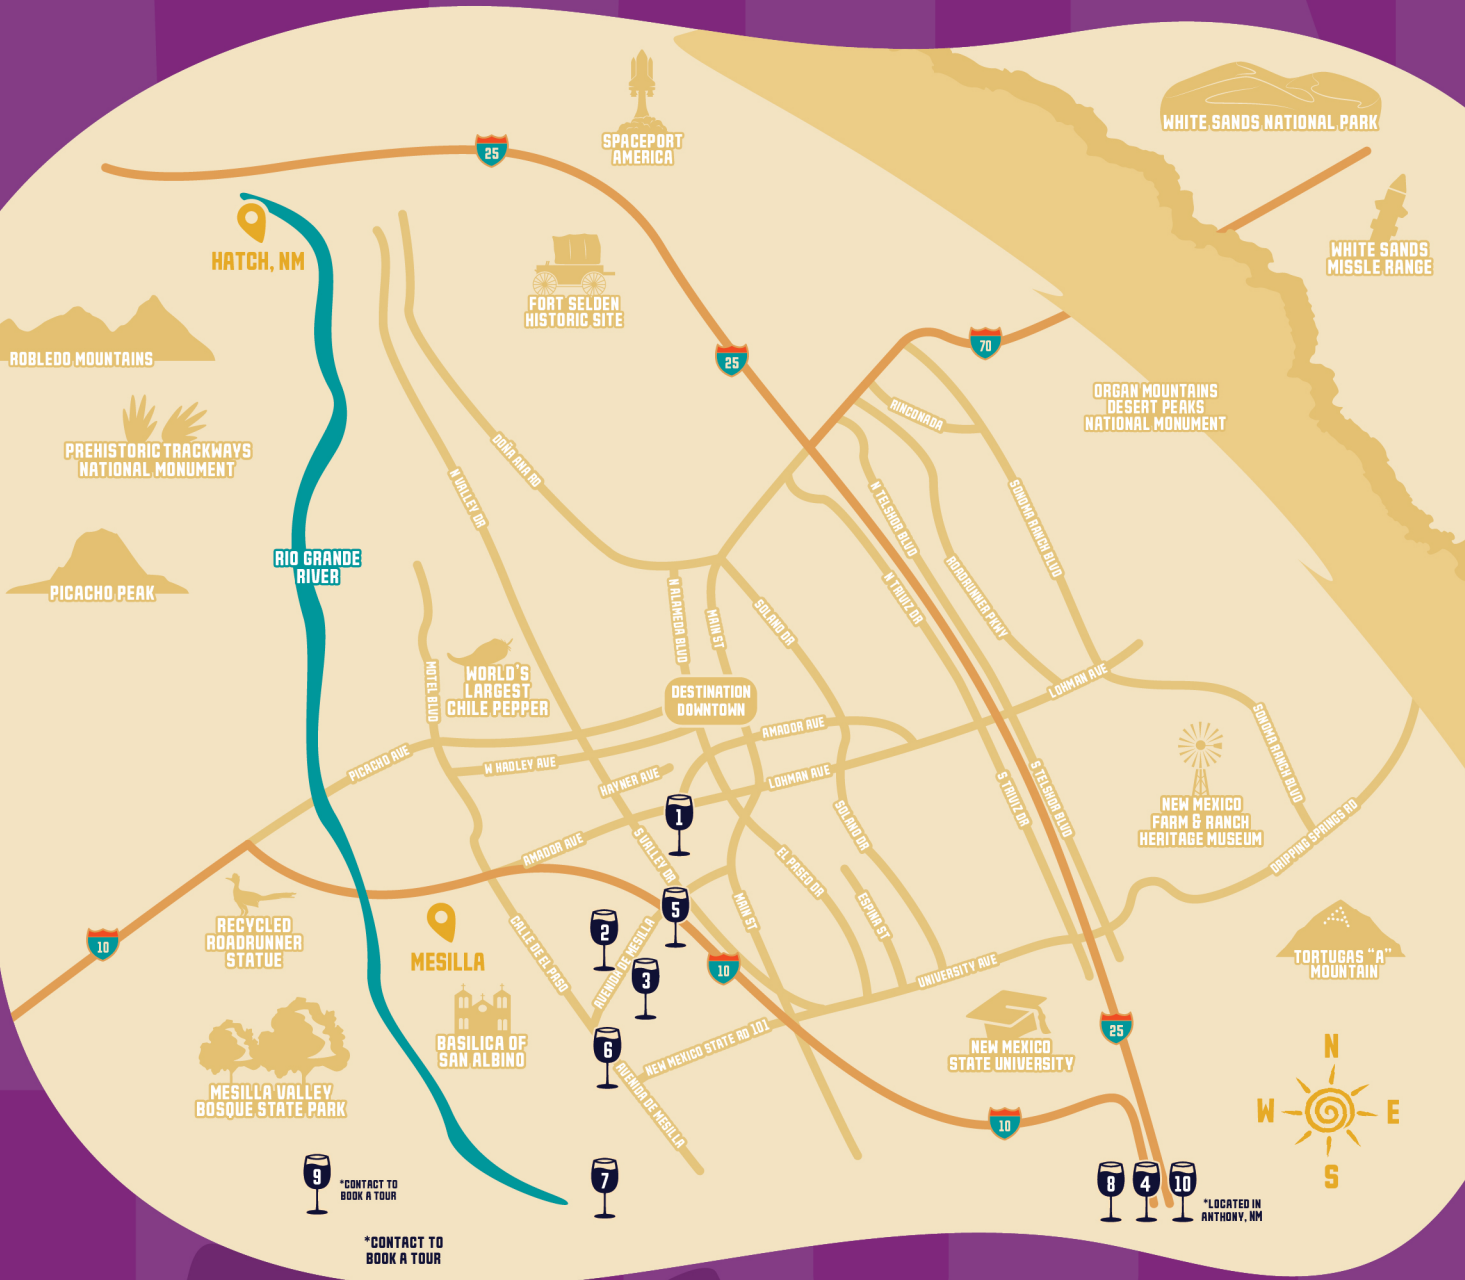 SPACEPORT
AMERICA
WHITE SANDS NATIONAL PARK
25
HATCH, NM
WHITE SANDS
MISSLE RANGE
FORT SELDEN
HISTORIC SITE
ROBLEDO MOUNTAINS
25
70
ORGAN MOUNTAINS
DESERT PEAKS
NATIONAL MONUMENT
RINCONADA
PREHISTORIC TRACKWAYS
NATIONAL MONUMENT
DOÑA ANA RD
N VALLEY DR
N TELSHOR BLVD
SONOMA RANCH BLVD
RIO GRANDE
RIVER
PICACHO PEAK
N ALAMEDA BLVD
MAIN ST
SOLANO DR
N TRIVIZ DR
ROADRUNNER PKWY
MOTEL BLVD
WORLD'S
LARGEST
CHILE PEPPER
DESTINATION
DOWNTOWN
LOHMAN AVE
AMADOR AVE
SONOMA RANCH BLVD
PICACHO AVE
W HADLEY AVE
HAYNER AVE
LOHMAN AVE
S TRIVIZ DR
S TELSHOR BLVD
NEW MEXICO
FARM & RANCH
HERITAGE MUSEUM
DRIPPING SPRINGS RD
1
AMADOR AVE
S VALLEY DR
SOLANO DR
EL PASEO DR
MAIN ST
ESPINA ST
RECYCLED
ROADRUNNER
STATUE
10
MESILLA
CALLE DE EL PASO
2
5
AVENIDA DE MESILLA
3
10
UNIVERSITY AVE
TORTUGAS "A"
MOUNTAIN
BASILICA OF
SAN ALBINO
6
NEW MEXICO STATE RD 101
AVENIDA DE MESILLA
NEW MEXICO
STATE UNIVERSITY
25
MESILLA VALLEY
BOSQUE STATE PARK
10
N
W
E
S
9
*CONTACT TO
BOOK A TOUR
7
8
4
10
*LOCATED IN
ANTHONY, NM
*CONTACT TO
BOOK A TOUR